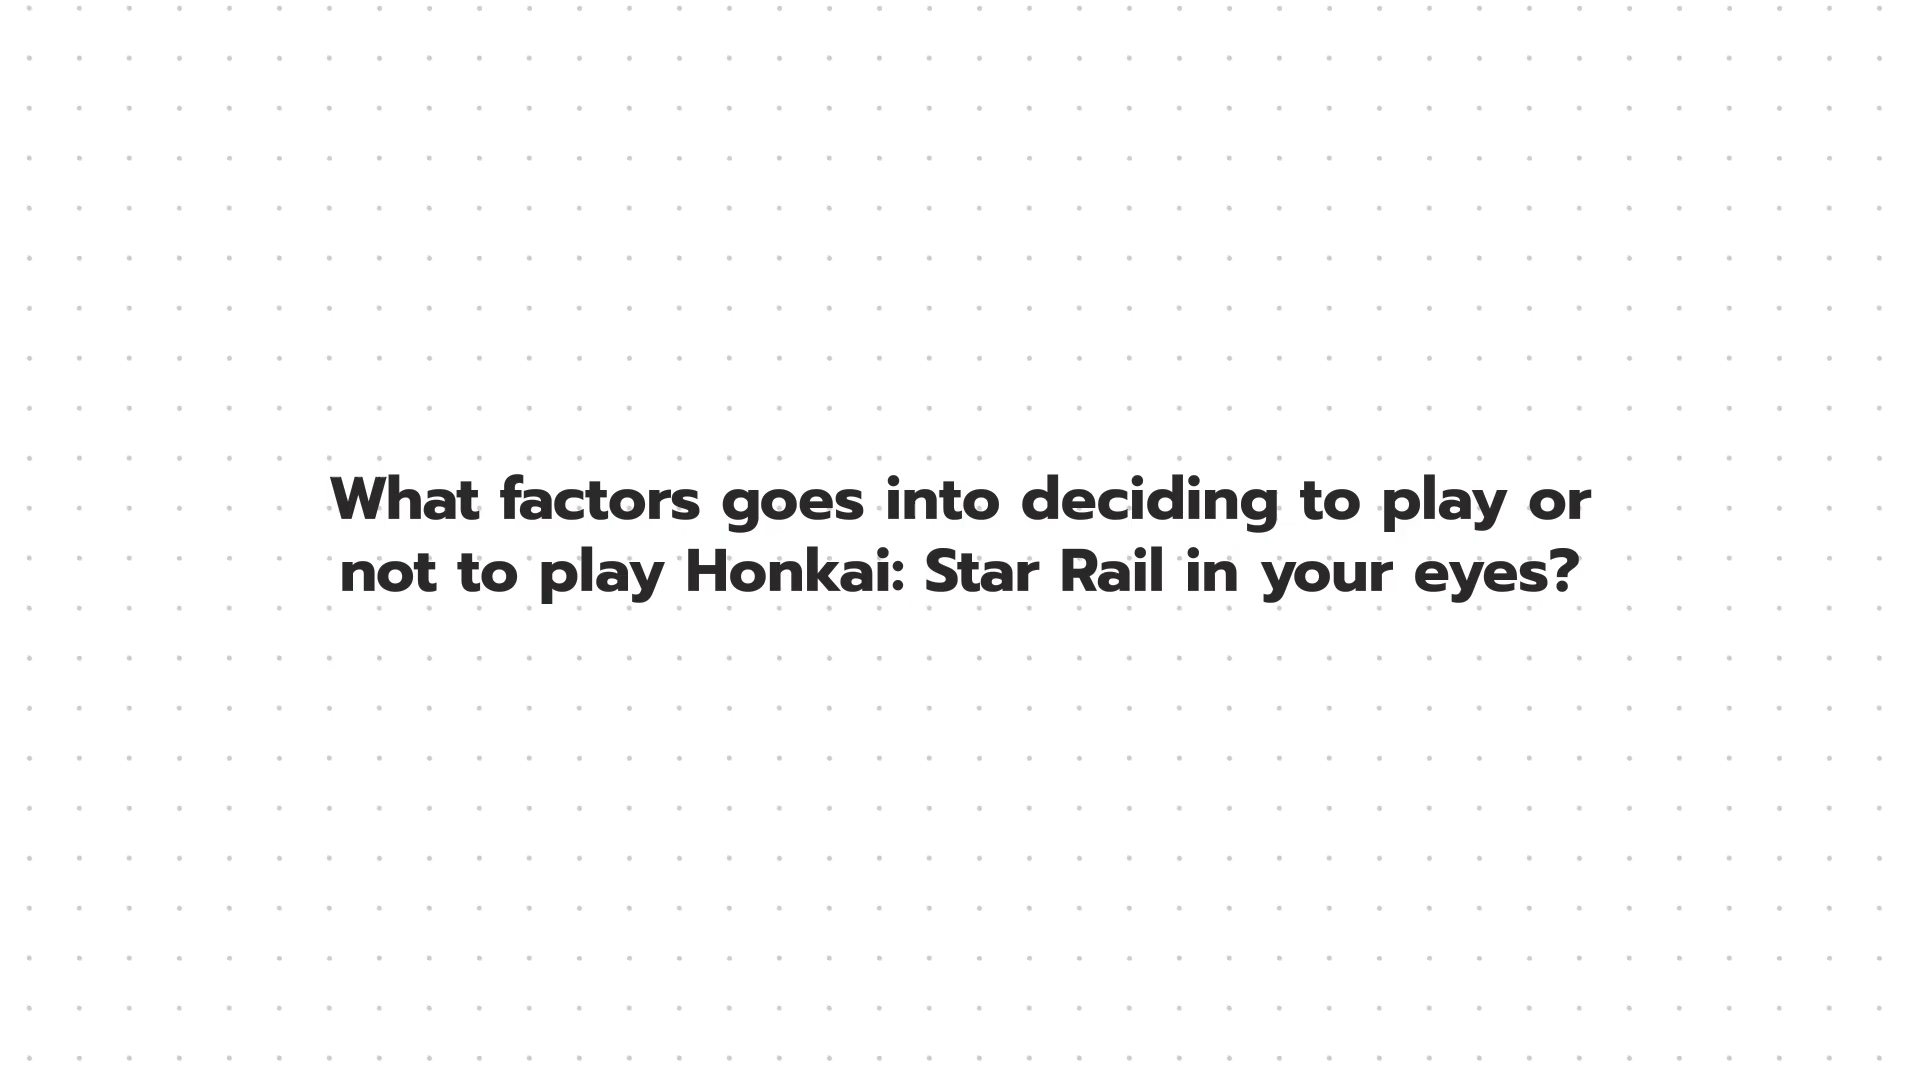 What factors goes into deciding to play or
not to play Honkai: Star Rail in your eyes?